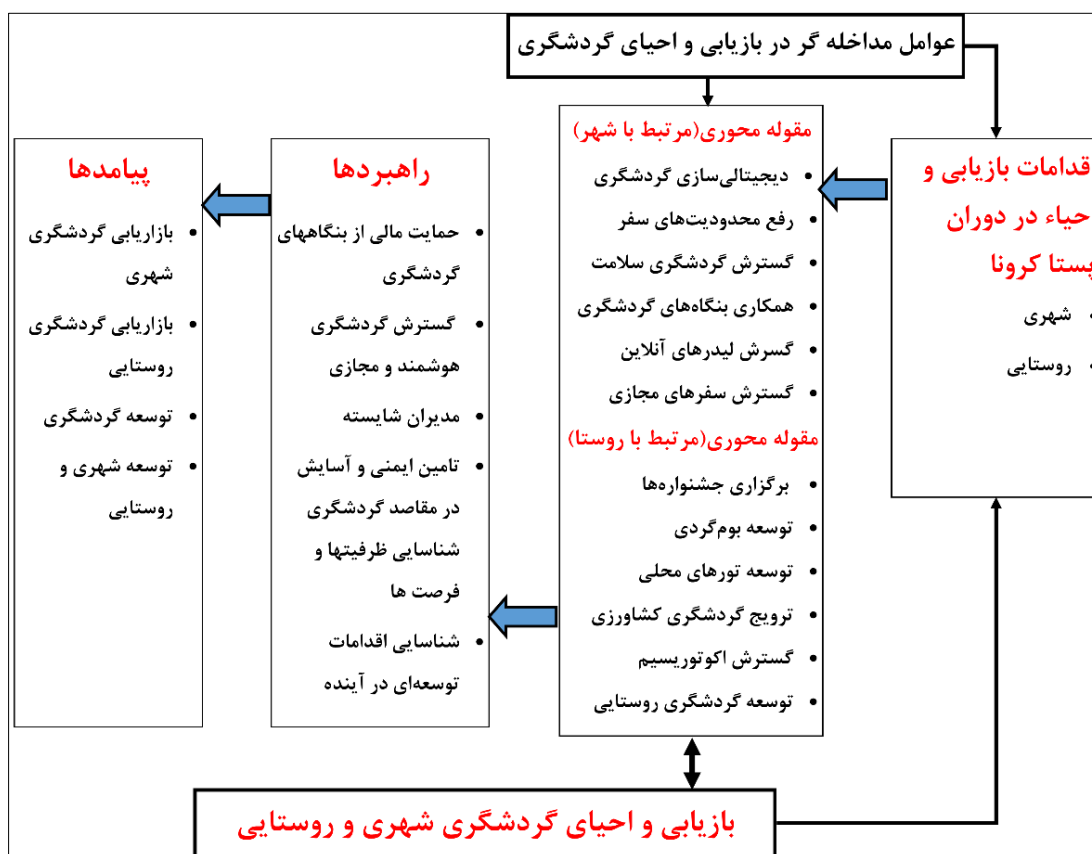 عوامل مداخله گر در بازیابی و احیای گردشگری
قدامات بازیابی و
حیاء در دوران
پستا کرونا
شهری
روستایی
مقوله محوری(مرتبط با شهر)
دیجیتالی‌سازی گردشگری
رفع محدودیت‌های سفر
گسترش گردشگری سلامت
همکاری بنگاه‌های گردشگری
گسرش لیدرهای آنلاین
گسترش سفرهای مجازی
مقوله محوری(مرتبط با روستا)
برگزاری جشنواره‌ها
توسعه بوم‌گردی
توسعه تورهای محلی
ترویج گردشگری کشاورزی
گسترش اکوتوریسیم
توسعه گردشگری روستایی
راهبردها
حمایت مالی از بنگاههای
گردشگری
گسترش گردشگری
هوشمند و مجازی
مدیران شایسته
تامین ایمنی و آسایش
در مقاصد گردشگری
شناسایی ظرفیتها و
فرصت ها
شناسایی اقدامات
توسعه‌ای در آینده
پیامدها
بازاریابی گردشگری
شهری
بازاریابی گردشگری
روستایی
توسعه گردشگری
توسعه شهری و
روستایی
بازیابی و احیای گردشگری شهری و روستایی